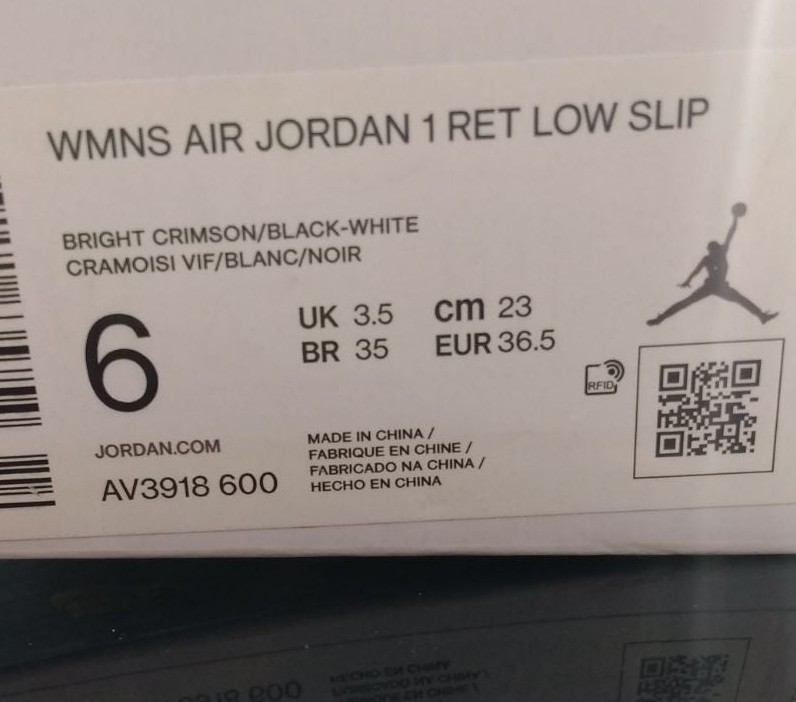 WMNS AIR JORDAN 1 RET LOW SLIP
BRIGHT CRIMSON/BLACK-WHITE
CRAMOISI VIF/BLANC/NOIR
6
UK 3.5 cm 23
BR 35 EUR 36.5
RFID
JORDAN.COM
AV3918 600
MADE IN CHINA /
FABRIQUE EN CHINE /
FABRICADO NA CHINA /
HECHO EN CHINA